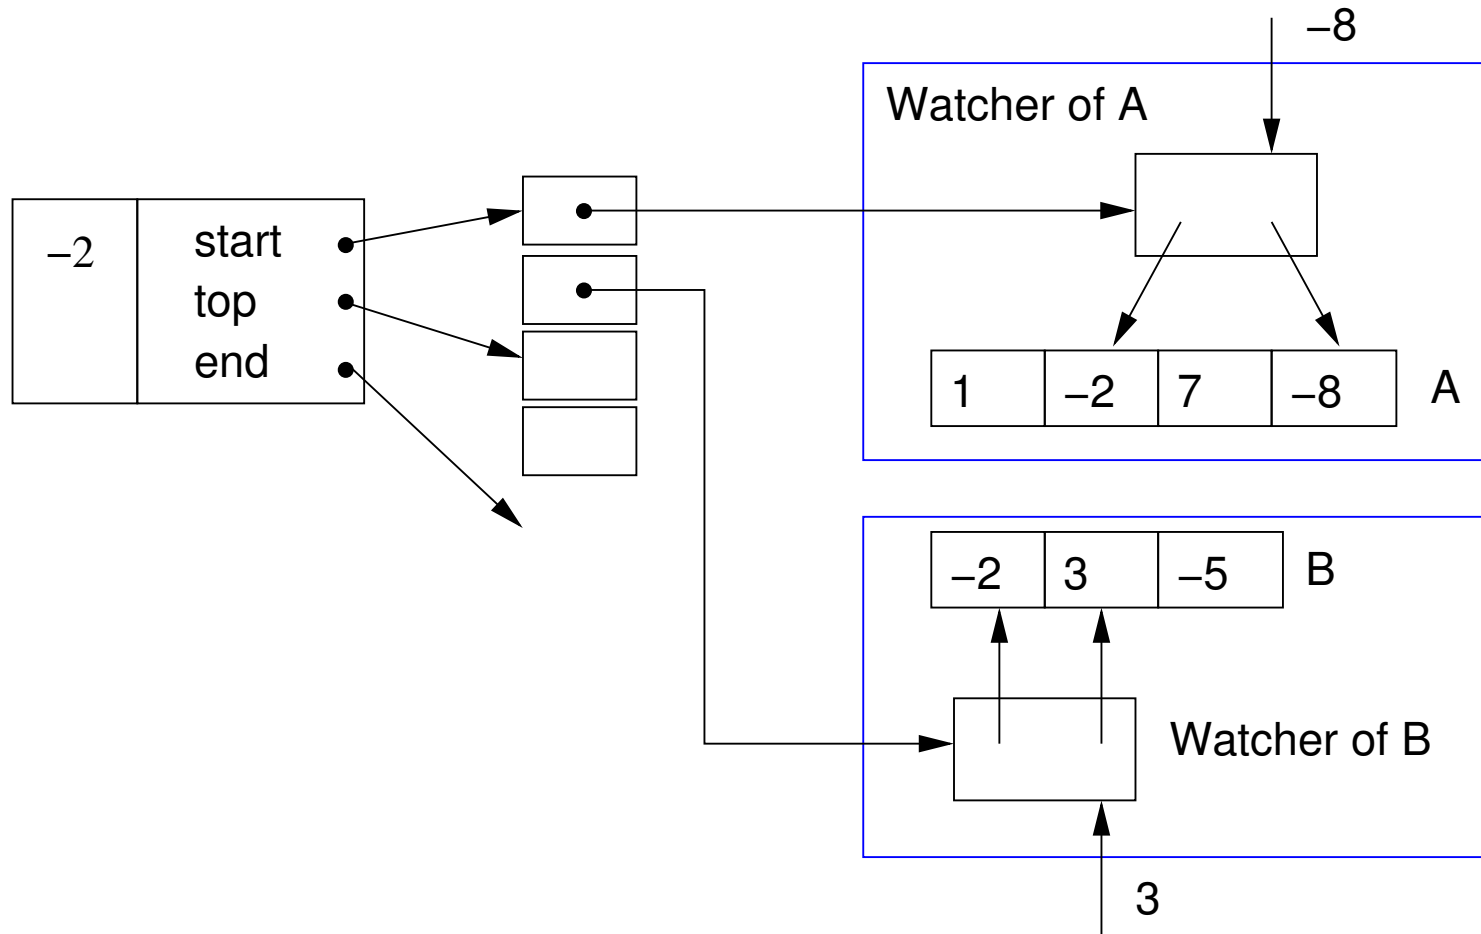 −8
Watcher of A
−2
start
top
end
1 −2 7 −8 A
−2 3 −5 B
Watcher of B
3